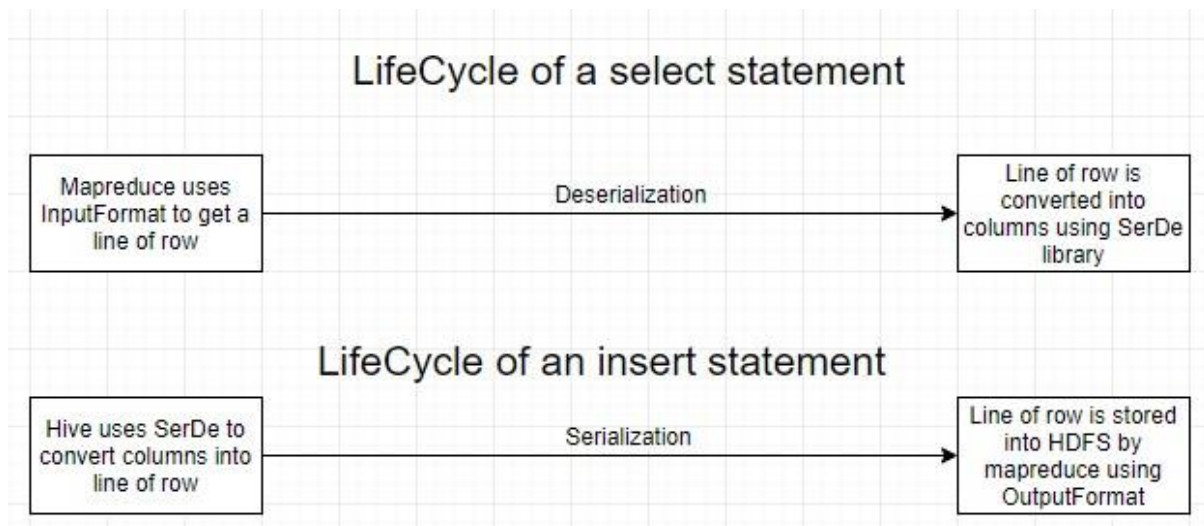 LifeCycle of a select statement
Mapreduce uses
InputFormat to get a
line of row
Deserialization
Line of row is
converted into
columns using SerDe
library
LifeCycle of an insert statement
Hive uses SerDe to
convert columns into
line of row
Serialization
Line of row is stored
into HDFS by
mapreduce using
OutputFormat